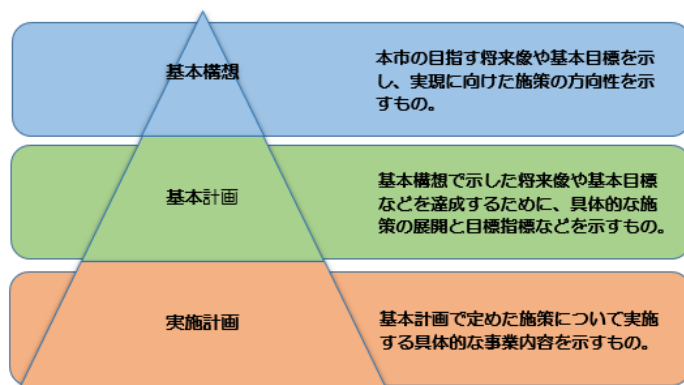 基本構想
本市の目指す将来像や基本目標を示
し、実現に向けた施策の方向性を示
すもの。
基本計画
基本構想で示した将来像や基本目標
などを達成するために、具体的な施
策の展開と目標指標などを示すもの。
実施計画
基本計画で定めた施策について実施
する具体的な事業内容を示すもの。